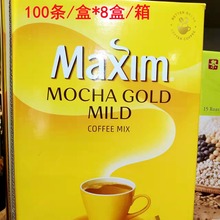 100条/盒*8盒/箱
Maxim
MOCHA GOLD
MILD
COFFEE MIX